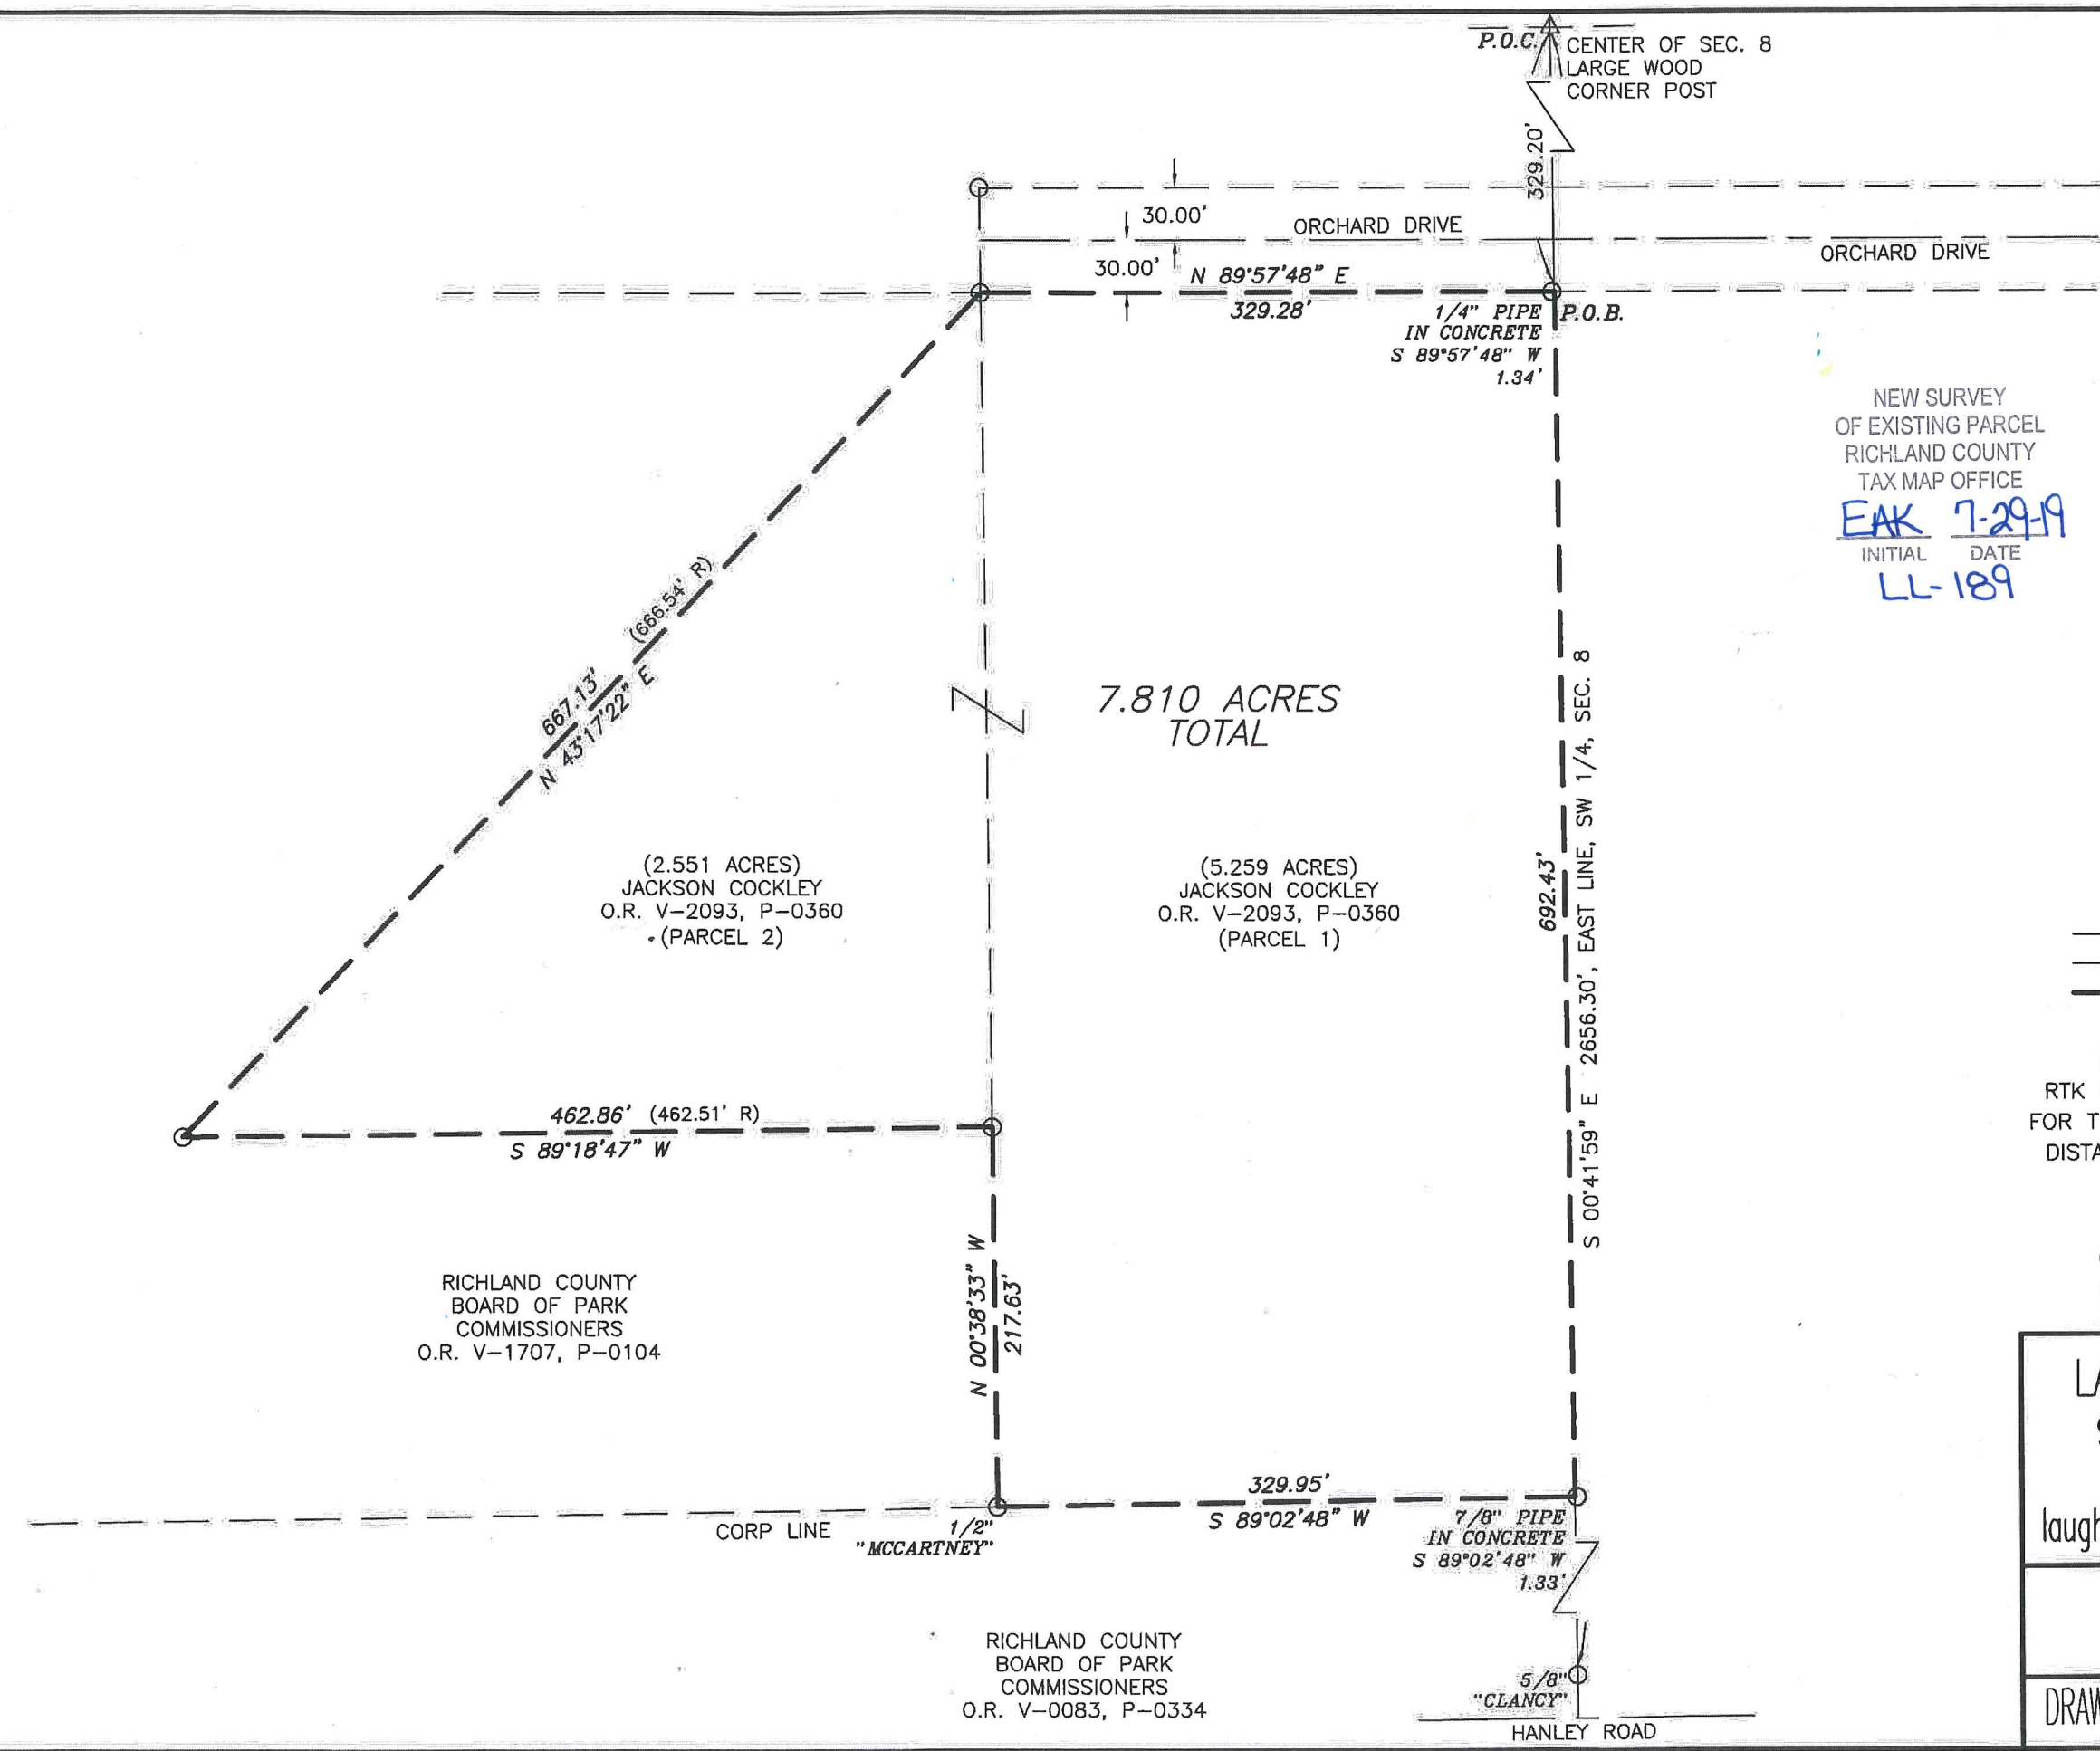 P.O.C.
CENTER OF SEC. 8
LARGE WOOD
CORNER POST
329.20'
30.00'
ORCHARD DRIVE
ORCHARD DRIVE
30.00'
N 89°57'48" E
329.28'
1/4" PIPE
IN CONCRETE
S 89°57'48" W
1.34'
P.O.B.
NEW SURVEY
OF EXISTING PARCEL
RICHLAND COUNTY
TAX MAP OFFICE
EAK 7-29-19
INITIAL DATE
LL-189
667.13' (666.54' R)
N 43°17'22" E
7.810 ACRES
TOTAL
(2.551 ACRES)
JACKSON COCKLEY
O.R. V-2093, P-0360
(PARCEL 2)
(5.259 ACRES)
JACKSON COCKLEY
O.R. V-2093, P-0360
(PARCEL 1)
692.43'
S 00°41'59" E 2656.30', EAST LINE, SW 1/4, SEC. 8
RTK
FOR T
DISTA
462.86' (462.51' R)
S 89°18'47" W
N 00°38'33" W
217.63'
RICHLAND COUNTY
BOARD OF PARK
COMMISSIONERS
O.R. V-1707, P-0104
329.95'
S 89°02'48" W
CORP LINE
1/2"
"MCCARTNEY"
7/8" PIPE
IN CONCRETE
S 89°02'48" W
1.33'
LA
laugh
RICHLAND COUNTY
BOARD OF PARK
COMMISSIONERS
O.R. V-0083, P-0334
5/8"
"CLANCY"
HANLEY ROAD
DRAW